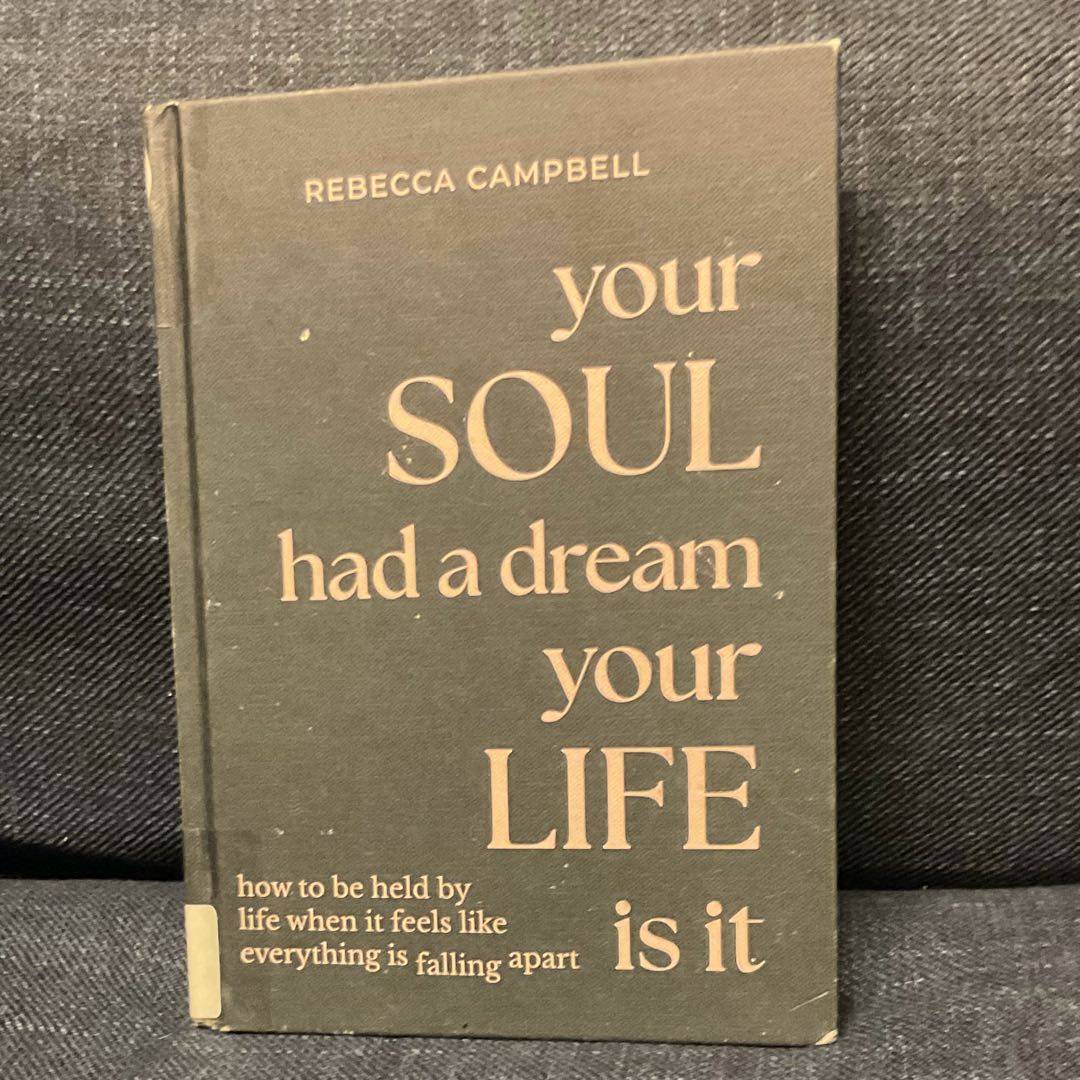 REBECCA CAMPBELL
your
SOUL
had a dream
your
LIFE
is it
how to be held by
life when it feels like
everything is falling apart